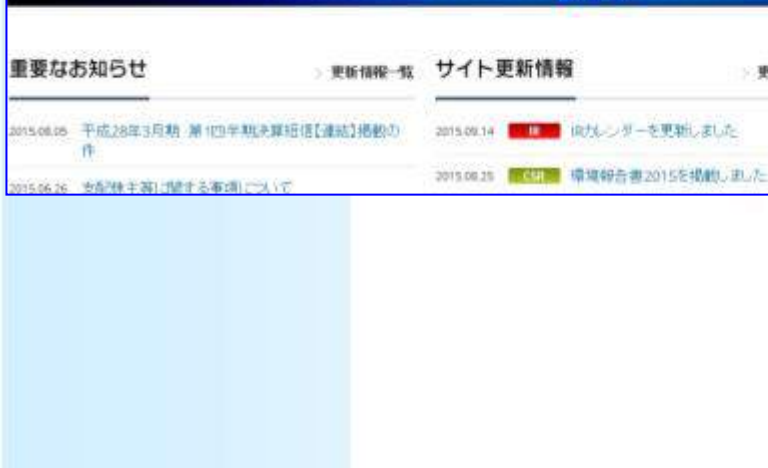 重要なお知らせ
> 更新情報一覧
サイト更新情報
> 更
2015.08.05 平成28年3月期 第1四半期決算短信【連結】掲載の
件
2015.06.26 支配株主等に関する事項について
2015.09.14 IR IRカレンダーを更新しました
2015.08.25 CSR 環境報告書2015を掲載しました